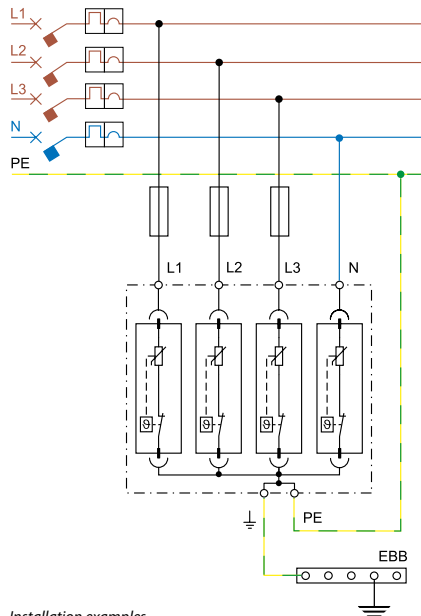 L1
L2
L3
N
PE
L1 L2 L3 N
ϑ ϑ ϑ ϑ
PE
EBB
Installation examples